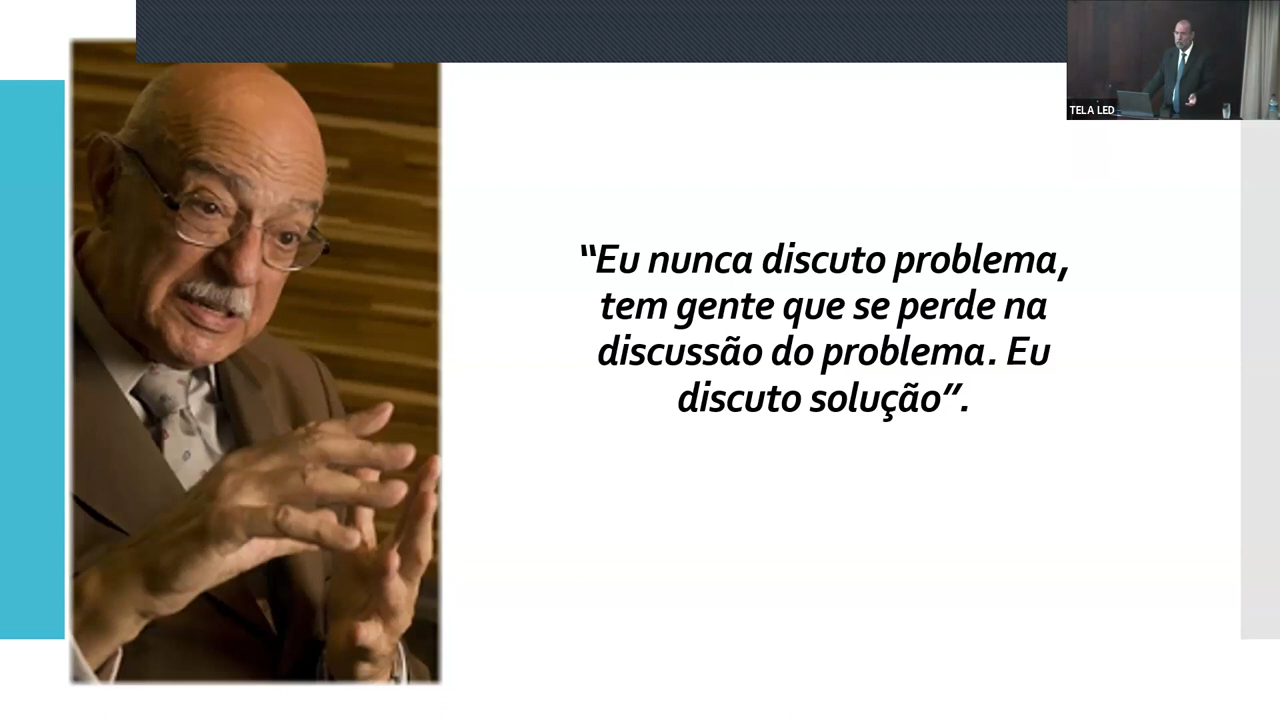 TELA LED
“Eu nunca discuto problema,
tem gente que se perde na
discussão do problema. Eu
discuto solução”.